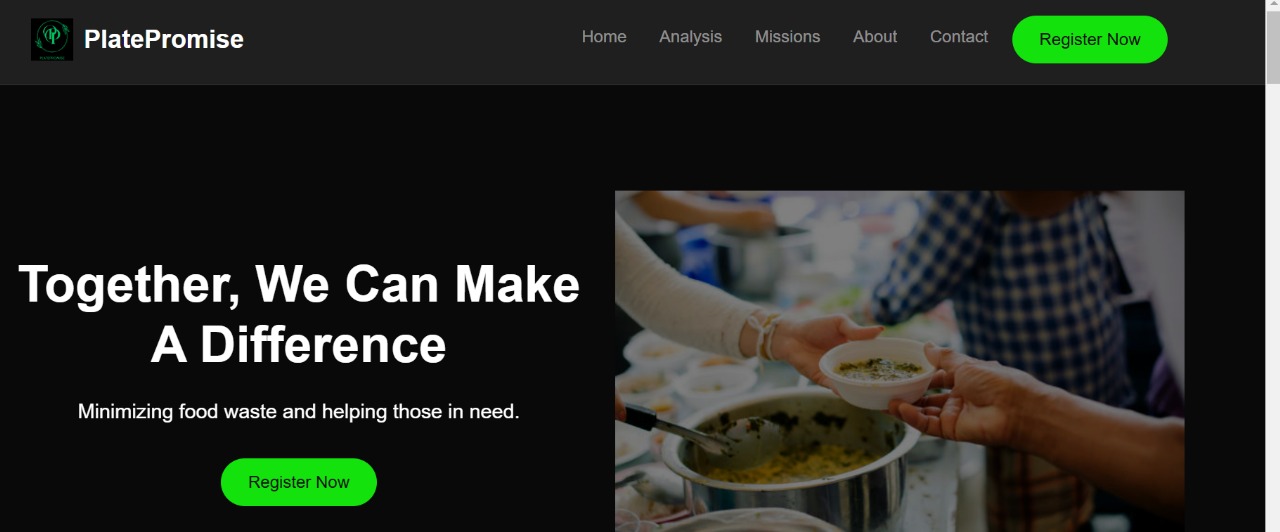 PlatePromise
Home Analysis Missions About Contact Register Now
Together, We Can Make
A Difference
Minimizing food waste and helping those in need.
Register Now